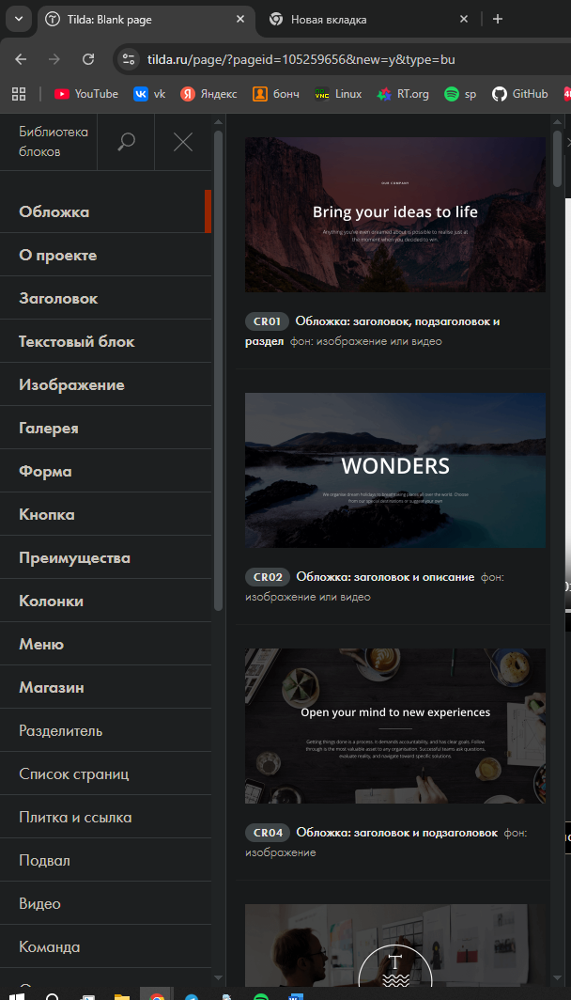 Tilda: Blank page
Новая вкладка
tilda.ru/page/?pageid=105259656&new=y&type=bu
YouTube
vk
Яндекс
бонч
Linux
RT.org
sp
GitHub
Библиотека
блоков
Обложка
О проекте
Заголовок
Текстовый блок
Изображение
Галерея
Форма
Кнопка
Преимущества
Колонки
Меню
Магазин
Разделитель
Список страниц
Плитка и ссылка
Подвал
Видео
Команда
OUR COMPANY
Bring your ideas to life
Anything you've even dreamed about is possible to realise just at
the moment when you decided to win.
CR01 Обложка: заголовок, подзаголовок и
раздел фон: изображение или видео
WONDERS
We organise dream holidays to breathtaking places all over the world. Choose
from our special destinations or suggest your own
CR02 Обложка: заголовок и описание фон:
изображение или видео
Open your mind to new experiences
Getting things done is a process. It demands accountability, and has clear goals. Follow
through is the most valuable asset to any organisation. Successful teams ask questions,
evaluate reality, and navigate toward specific solutions.
CR04 Обложка: заголовок и подзаголовок фон:
изображение
T